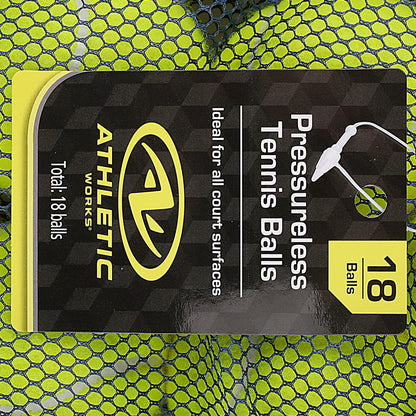 18
Balls
Pressureless
Tennis Balls
Ideal for all court surfaces
ATHLETIC
WORKS®
Total: 18 balls